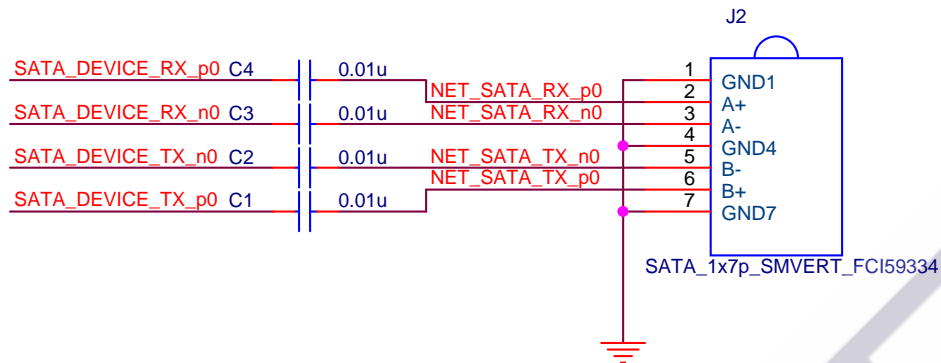 J2
SATA_DEVICE_RX_p0 C4 0.01u
1 GND1
NET_SATA_RX_p0 2 A+
SATA_DEVICE_RX_n0 C3 0.01u NET_SATA_RX_n0 3 A-
4 GND4
SATA_DEVICE_TX_n0 C2 0.01u NET_SATA_TX_n0 5 B-
NET_SATA_TX_p0 6 B+
SATA_DEVICE_TX_p0 C1 0.01u
7 GND7
SATA_1x7p_SMVERT_FCI59334